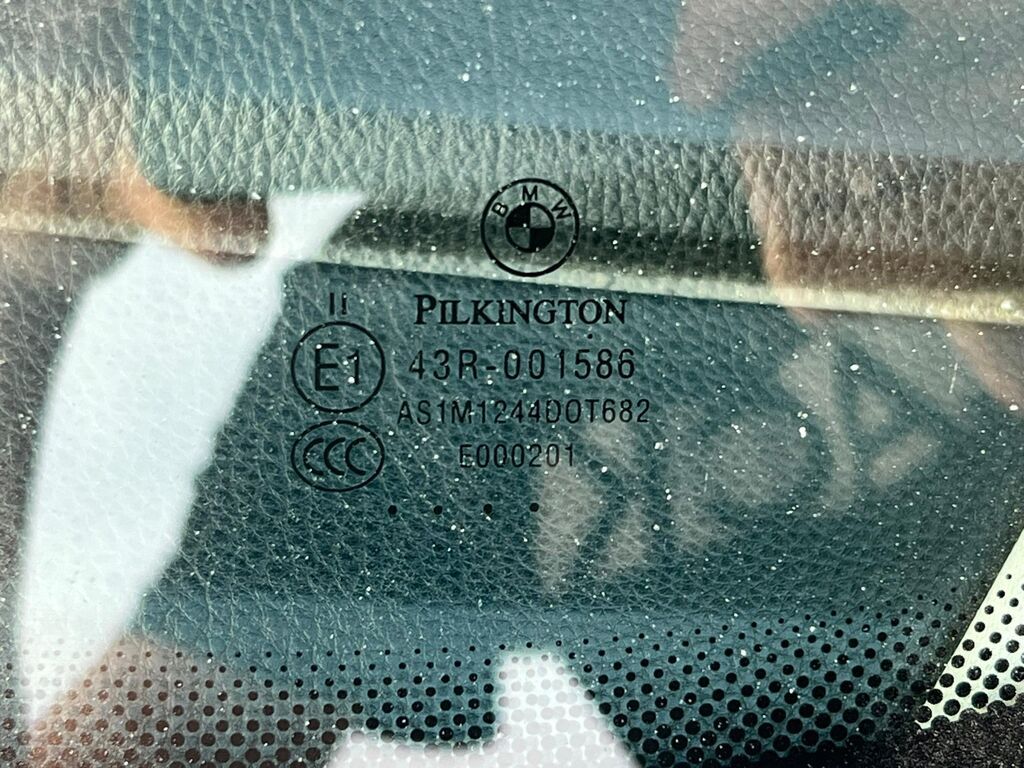 BMW
PILKINGTON
II
E1
43R-001586
AS1M1244DOT682
CCC
E000201